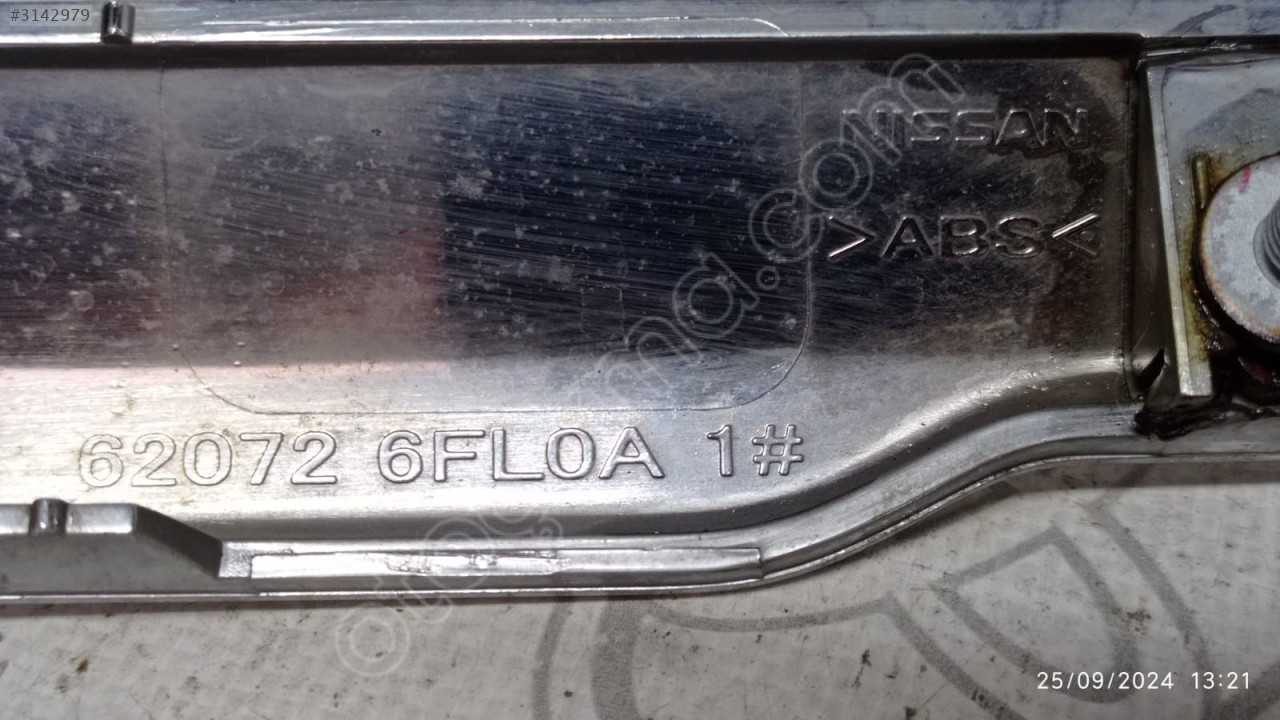 #3142979
NISSAN
>ABS<
62072 6FL0A 1#
25/09/2024 13:21